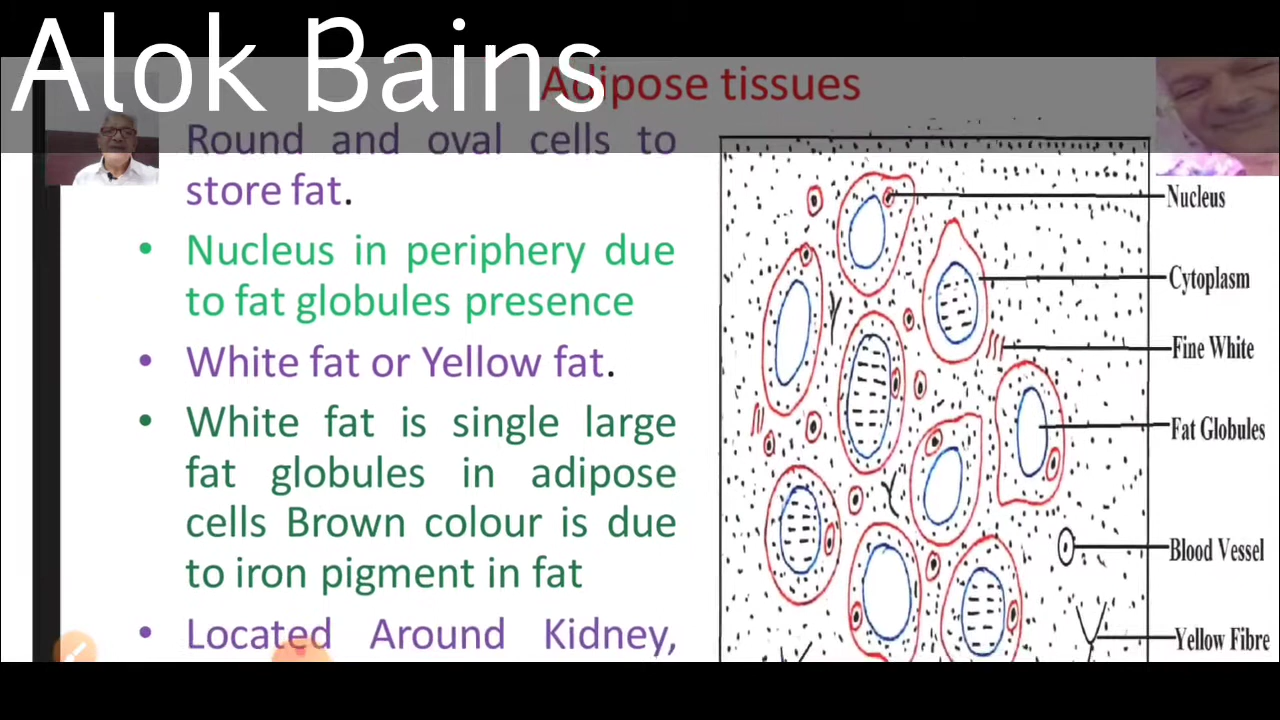 Alok Bains
Adipose tissues
Round and oval cells to
store fat.
• Nucleus in periphery due
to fat globules presence
• White fat or Yellow fat.
• White fat is single large
fat globules in adipose
cells Brown colour is due
to iron pigment in fat
• Located Around Kidney,
Nucleus
Cytoplasm
Fine White
Fat Globules
Blood Vessel
Yellow Fibre